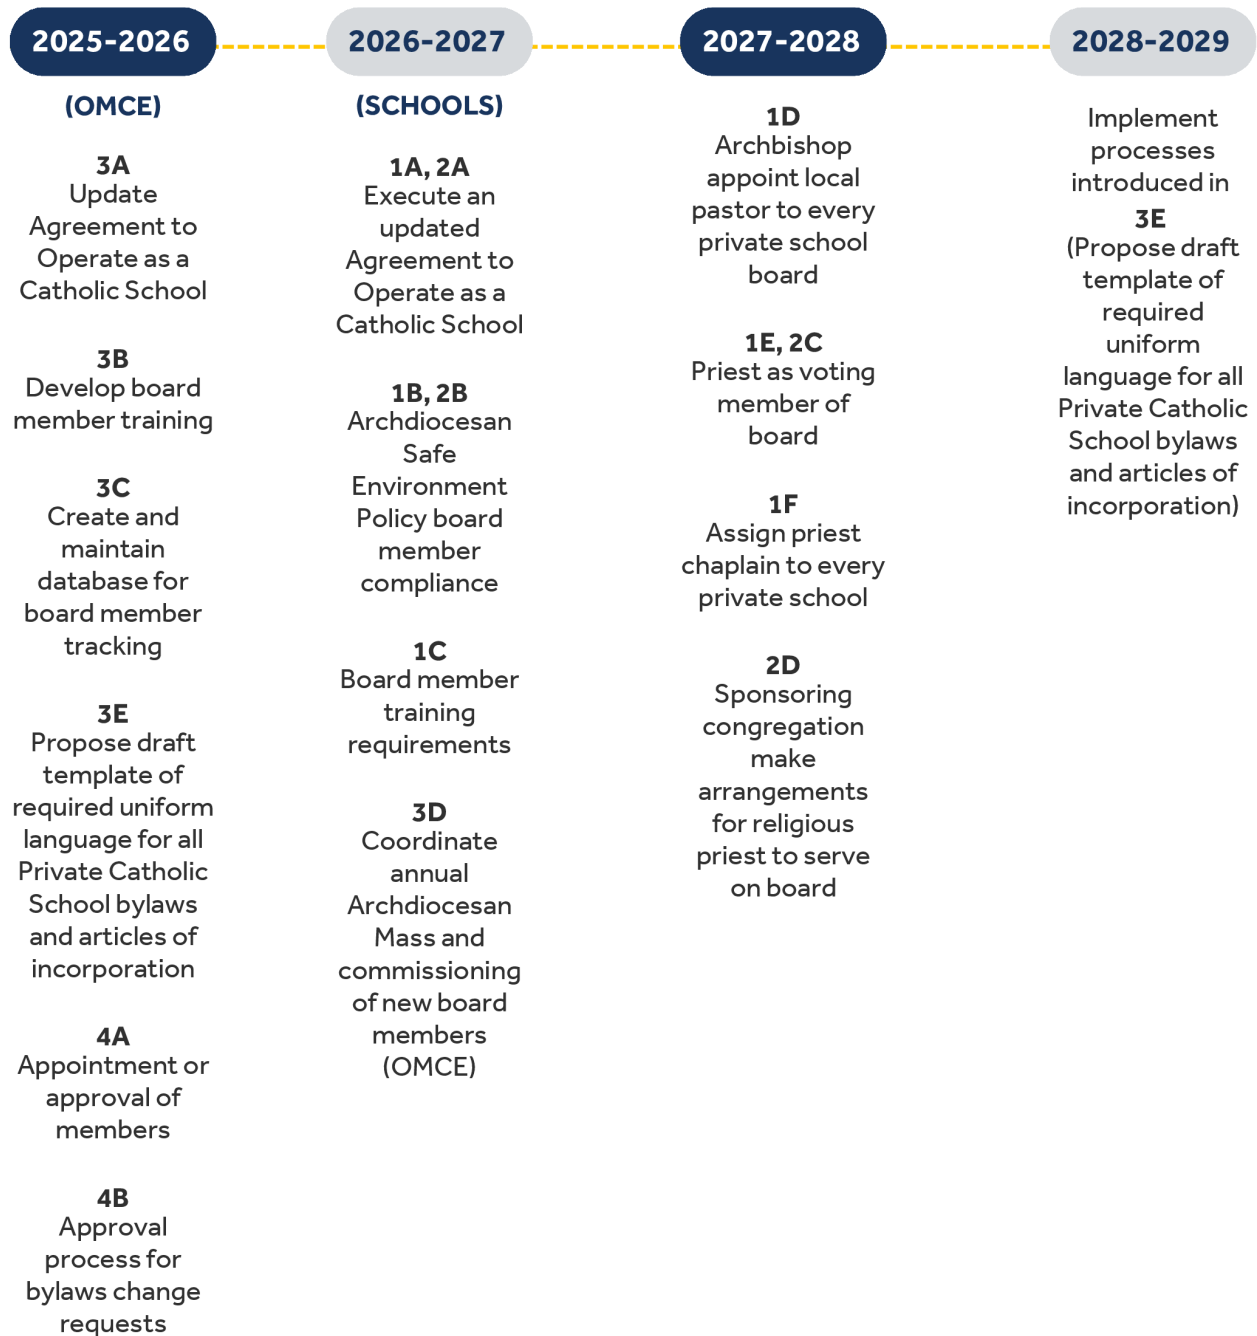 2025-2026
(OMCE)
3A
Update
Agreement to
Operate as a
Catholic School
3B
Develop board
member training
3C
Create and
maintain
database for
board member
tracking
3E
Propose draft
template of
required uniform
language for all
Private Catholic
School bylaws
and articles of
incorporation
4A
Appointment or
approval of
members
4B
Approval
process for
bylaws change
requests
2026-2027
(SCHOOLS)
1A, 2A
Execute an
updated
Agreement to
Operate as a
Catholic School
1B, 2B
Archdiocesan
Safe
Environment
Policy board
member
compliance
1C
Board member
training
requirements
3D
Coordinate
annual
Archdiocesan
Mass and
commissioning
of new board
members
(OMCE)
2027-2028
1D
Archbishop
appoint local
pastor to every
private school
board
1E, 2C
Priest as voting
member of
board
1F
Assign priest
chaplain to every
private school
2D
Sponsoring
congregation
make
arrangements
for religious
priest to serve
on board
2028-2029
Implement
processes
introduced in
3E
(Propose draft
template of
required
uniform
language for all
Private Catholic
School bylaws
and articles of
incorporation)